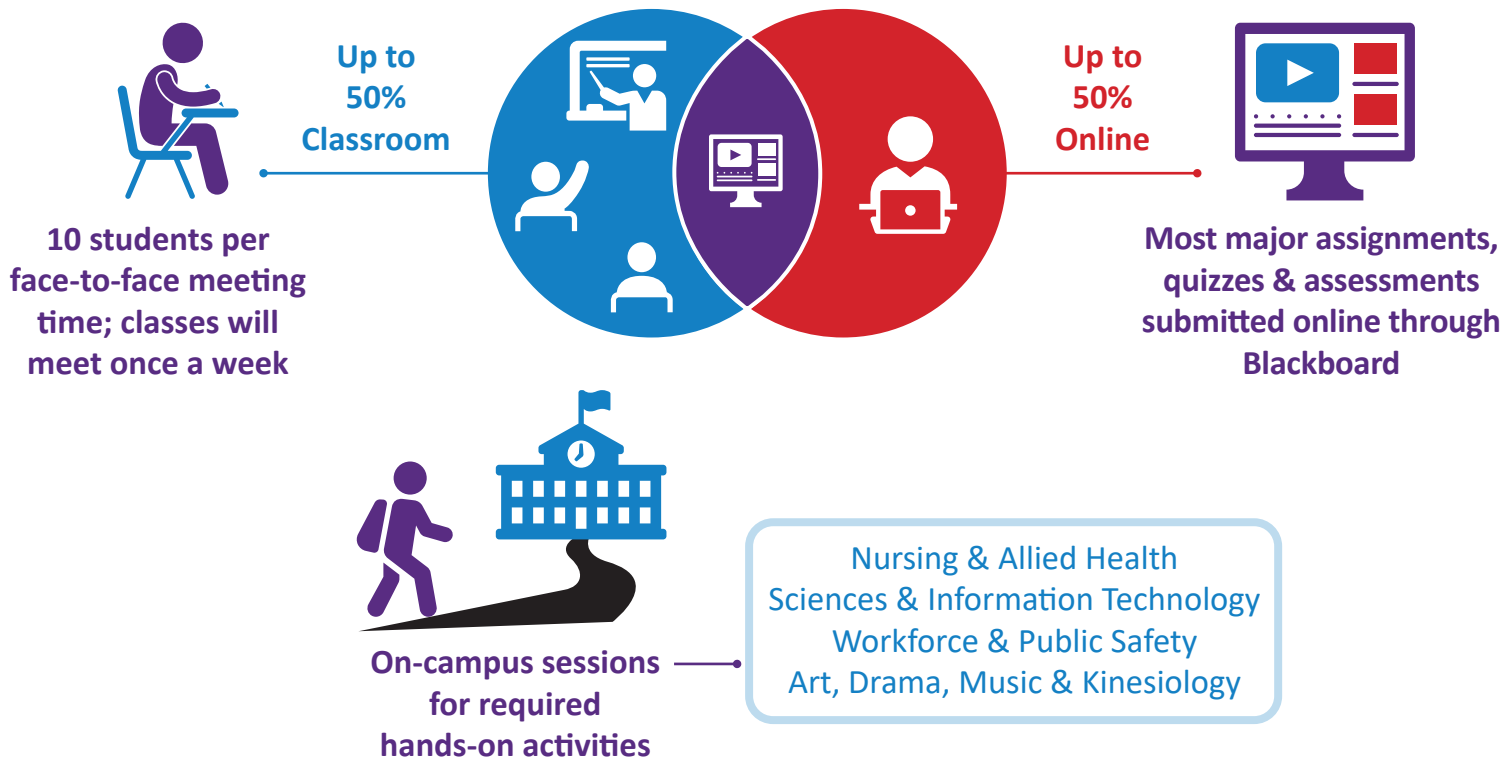 Up to
50%
Classroom
Up to
50%
Online
10 students per
face-to-face meeting
time; classes will
meet once a week
Most major assignments,
quizzes & assessments
submitted online through
Blackboard
On-campus sessions
for required
hands-on activities
Nursing & Allied Health
Sciences & Information Technology
Workforce & Public Safety
Art, Drama, Music & Kinesiology